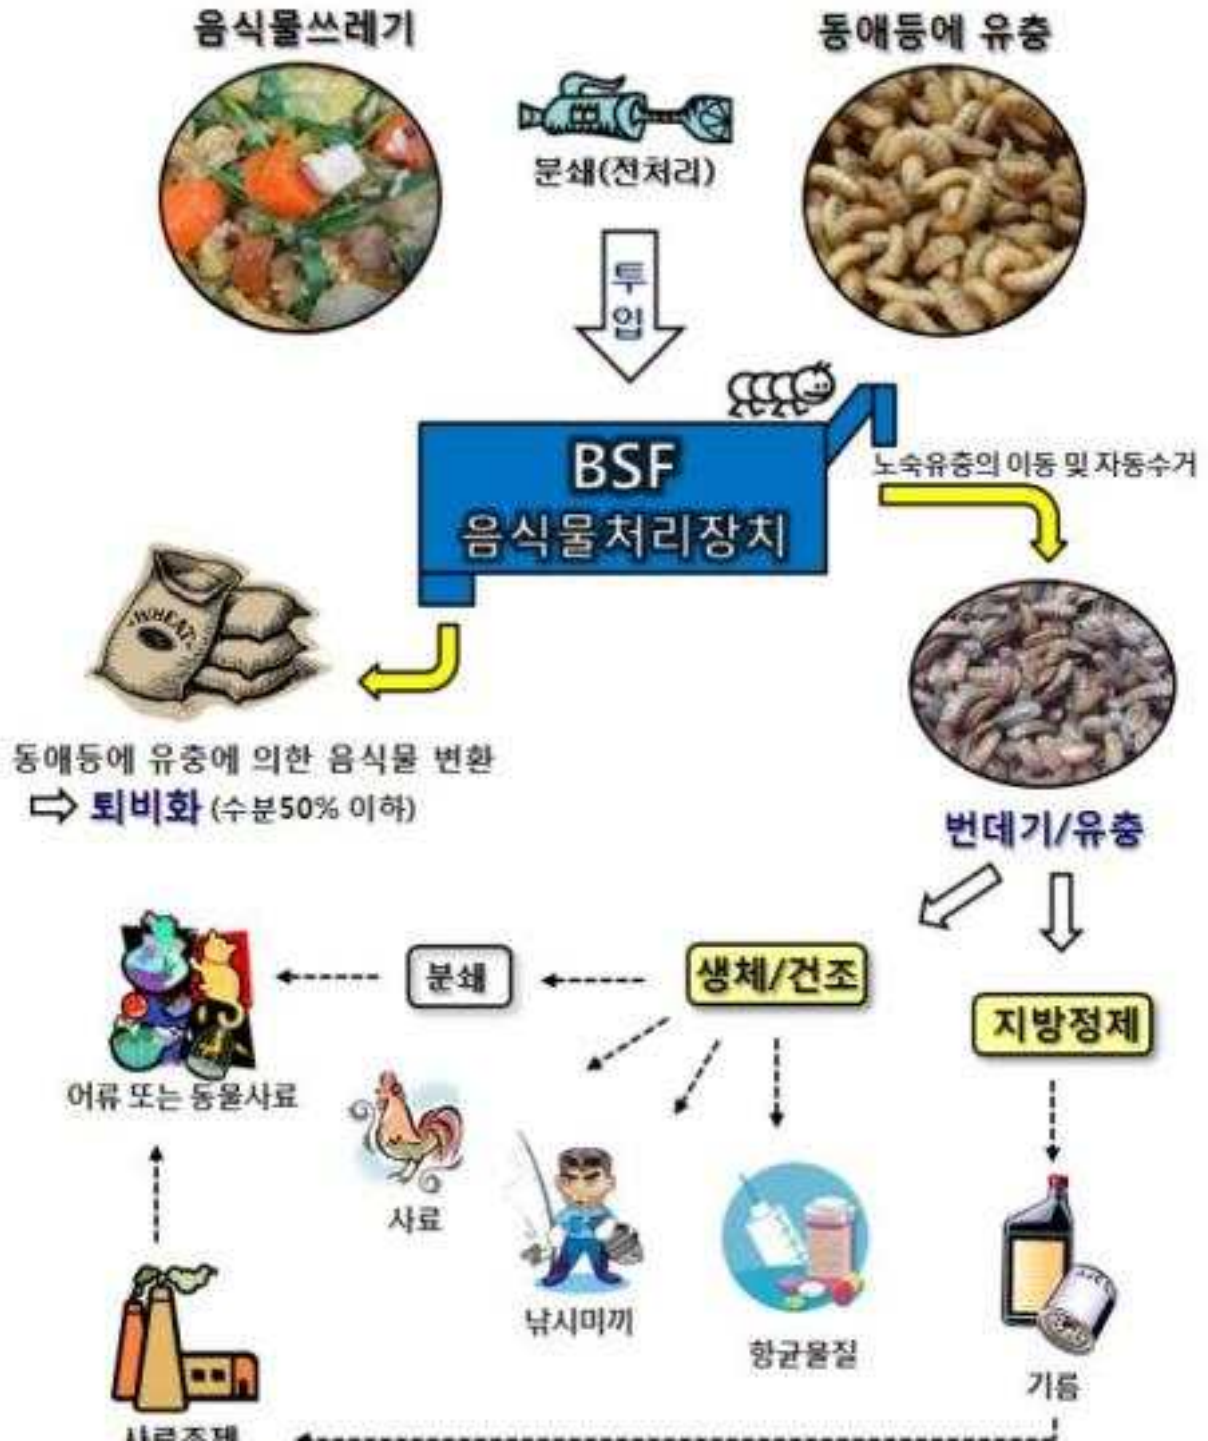 음식물쓰레기
동애등에 유충
분쇄(전처리)
투
입
BSF
음식물처리장치
노숙유충의 이동 및 자동수거
WHEAT
동애등에 유충에 의한 음식물 변환
퇴비화 (수분50% 이하)
번데기/유충
분쇄
생체/건조
지방정제
어류 또는 동물사료
사료
낚시미끼
항균물질
기름